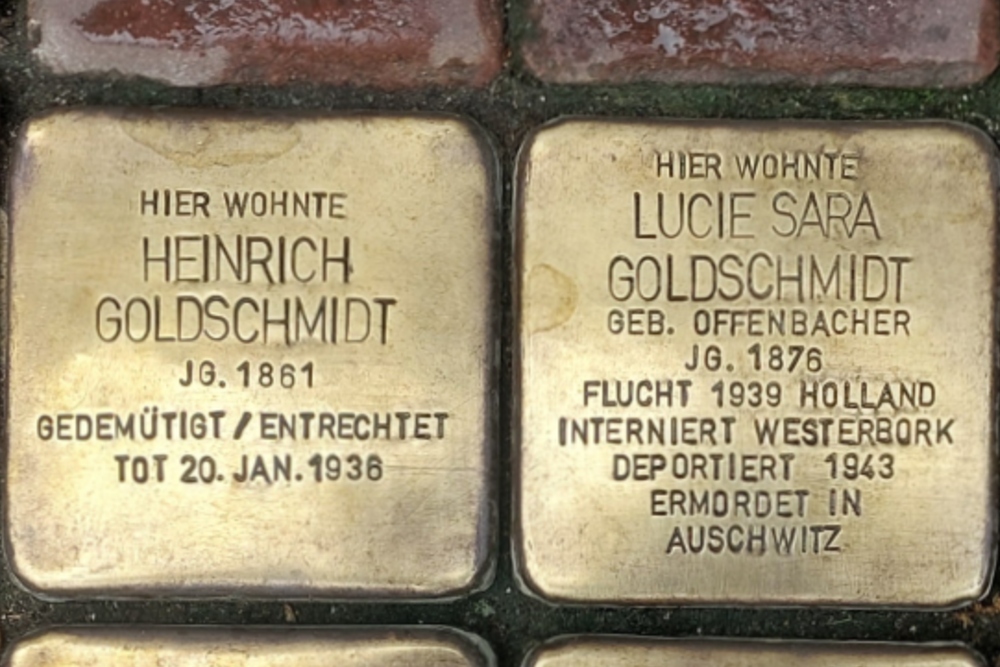 HIER WOHNTE
HEINRICH
GOLDSCHMIDT
JG. 1861
GEDEMÜTIGT / ENTRECHTET
TOT 20. JAN. 1936
HIER WOHNTE
LUCIE SARA
GOLDSCHMIDT
GEB. OFFENBACHER
JG. 1876
FLUCHT 1939 HOLLAND
INTERNIERT WESTERBORK
DEPORTIERT 1943
ERMORDET IN
AUSCHWITZ